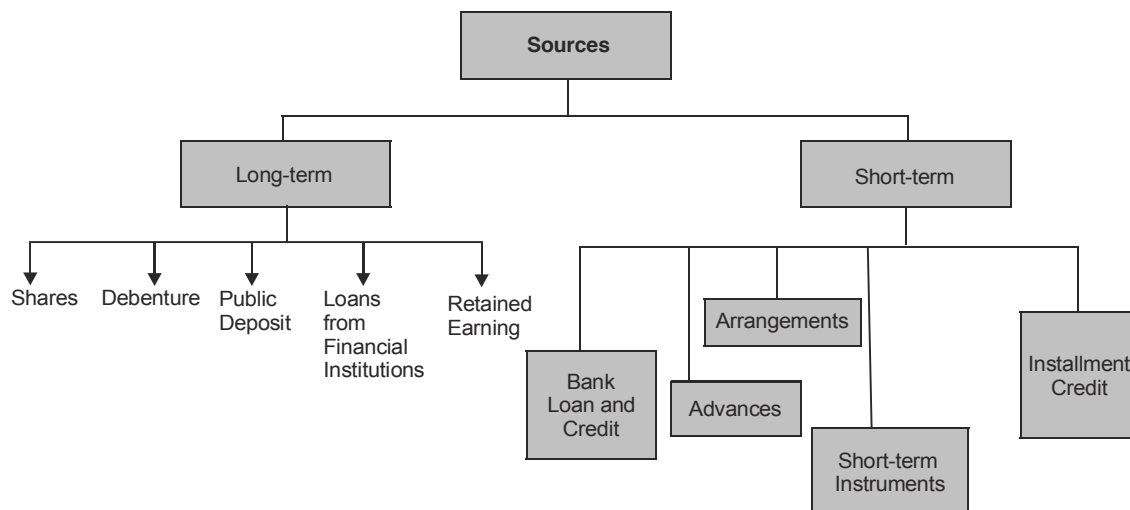 Sources
Long-term
Short-term
Shares
Debenture
Public
Deposit
Loans
from
Financial
Institutions
Retained
Earning
Bank
Loan and
Credit
Advances
Arrangements
Short-term
Instruments
Installment
Credit